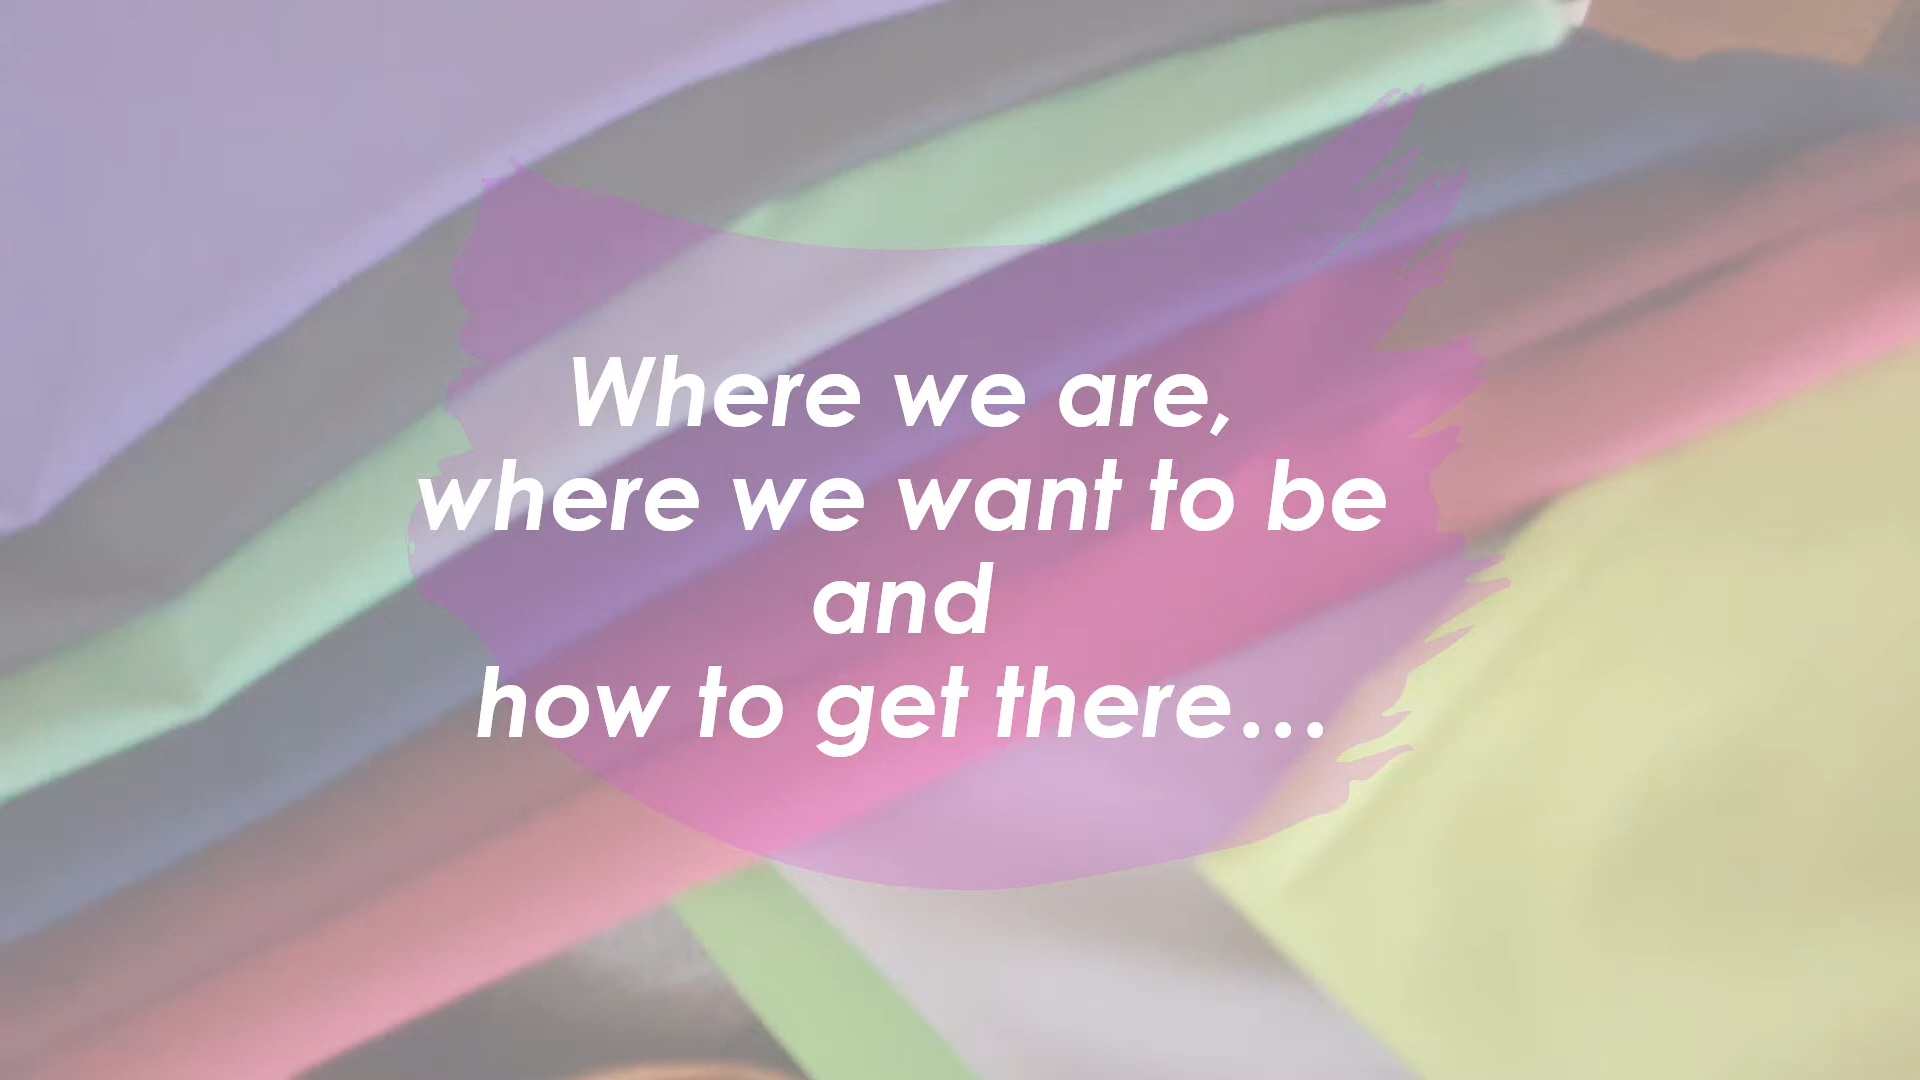 Where we are,
where we want to be
and
how to get there...